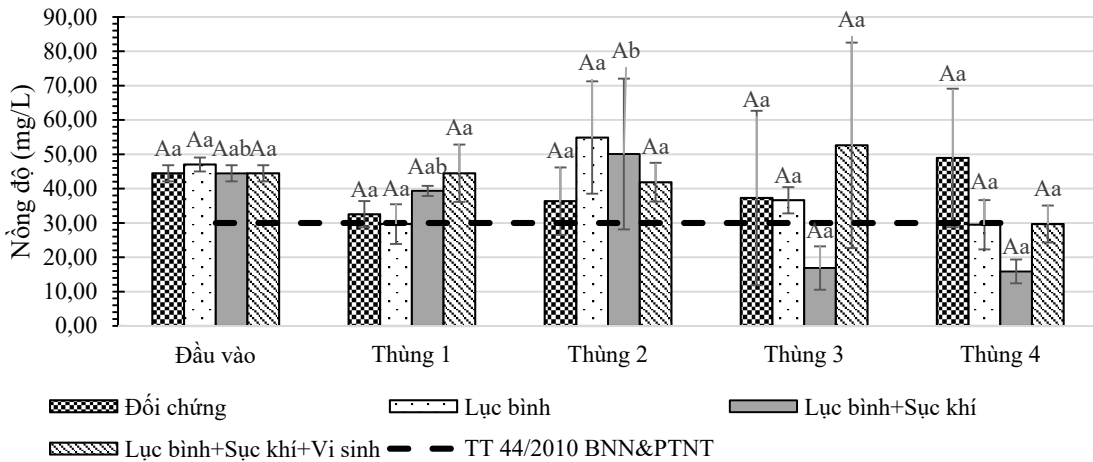 Nồng độ (mg/L)
90,00
80,00
70,00
60,00
50,00
40,00
30,00
20,00
10,00
0,00
Aa Aa Aab Aa
Aa Aa Aab Aa
Aa Aa Ab Aa
Aa Aa Aa Aa
Aa Aa Aa Aa
Đầu vào Thùng 1 Thùng 2 Thùng 3 Thùng 4
Đối chứng Lục bình Lục bình+Sục khí
Lục bình+Sục khí+Vi sinh TT 44/2010 BNN&PTNT